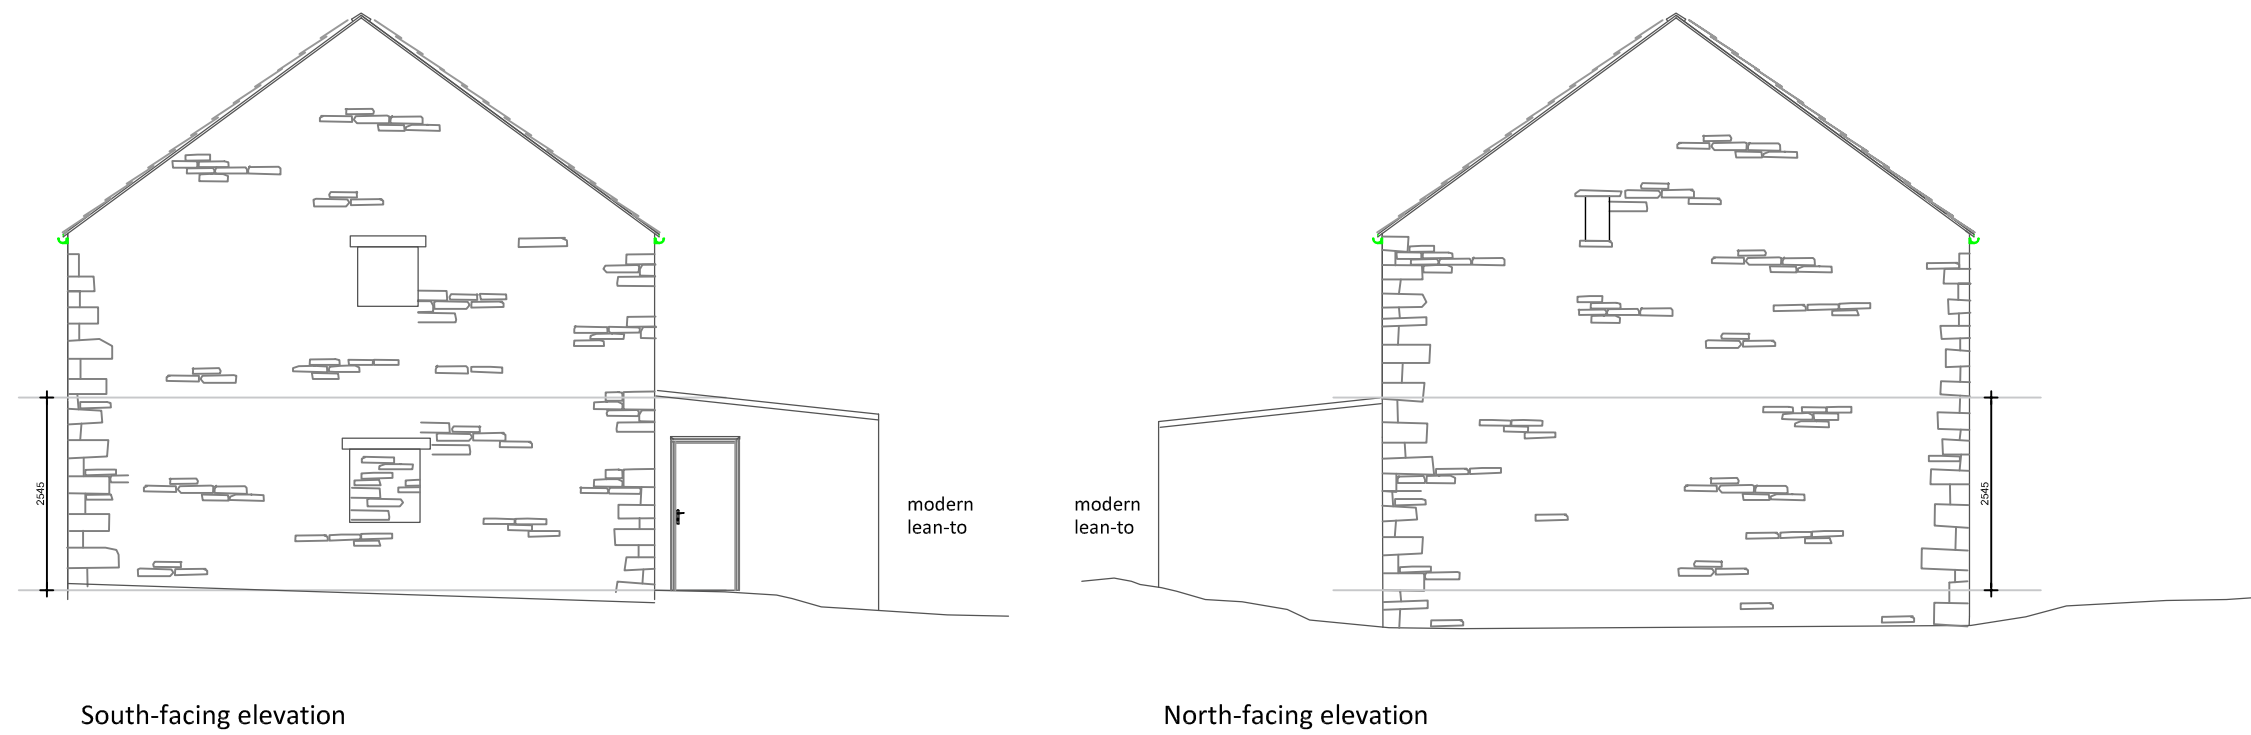 2545
modern
lean-to
modern
lean-to
2545
South-facing elevation
North-facing elevation